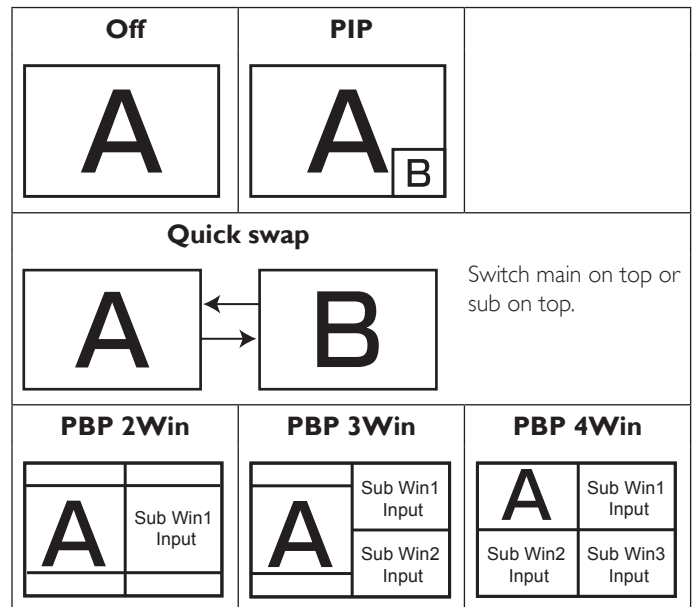 Off
PIP
A
A
B
Quick swap
A
B
Switch main on top or
sub on top.
PBP 2Win
PBP 3Win
PBP 4Win
A
Sub Win1
Input
A
Sub Win1
Input
Sub Win2
Input
A
Sub Win1
Input
Sub Win2
Input
Sub Win3
Input